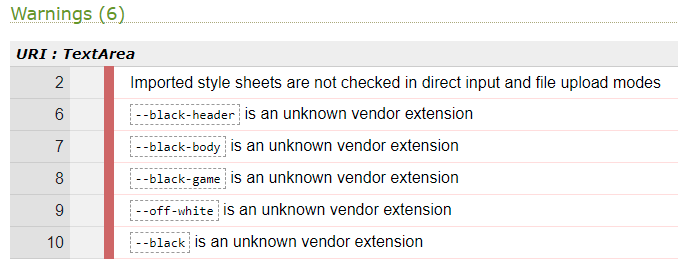 Warnings (6)
URI : TextArea
2 Imported style sheets are not checked in direct input and file upload modes
6 --black-header is an unknown vendor extension
7 --black-body is an unknown vendor extension
8 --black-game is an unknown vendor extension
9 --off-white is an unknown vendor extension
10 --black is an unknown vendor extension